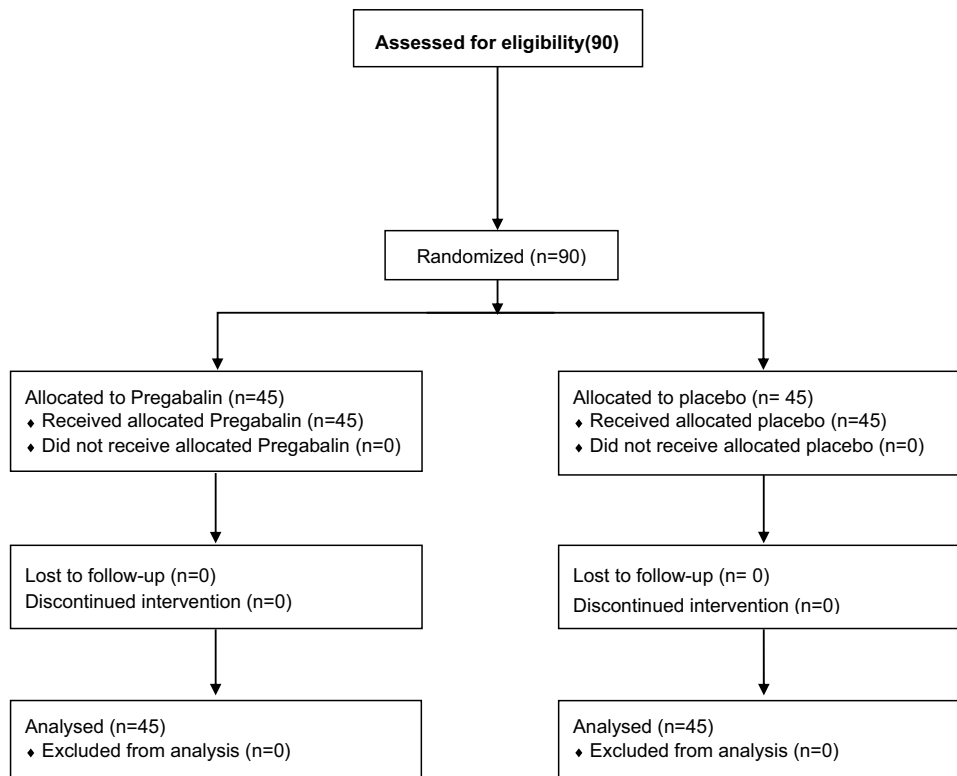 Assessed for eligibility(90)
Randomized (n=90)
Allocated to Pregabalin (n=45)
♦ Received allocated Pregabalin (n=45)
♦ Did not receive allocated Pregabalin (n=0)
Allocated to placebo (n= 45)
♦ Received allocated placebo (n=45)
♦ Did not receive allocated placebo (n=0)
Lost to follow-up (n=0)
Discontinued intervention (n=0)
Lost to follow-up (n= 0)
Discontinued intervention (n=0)
Analysed (n=45)
♦ Excluded from analysis (n=0)
Analysed (n=45)
♦ Excluded from analysis (n=0)